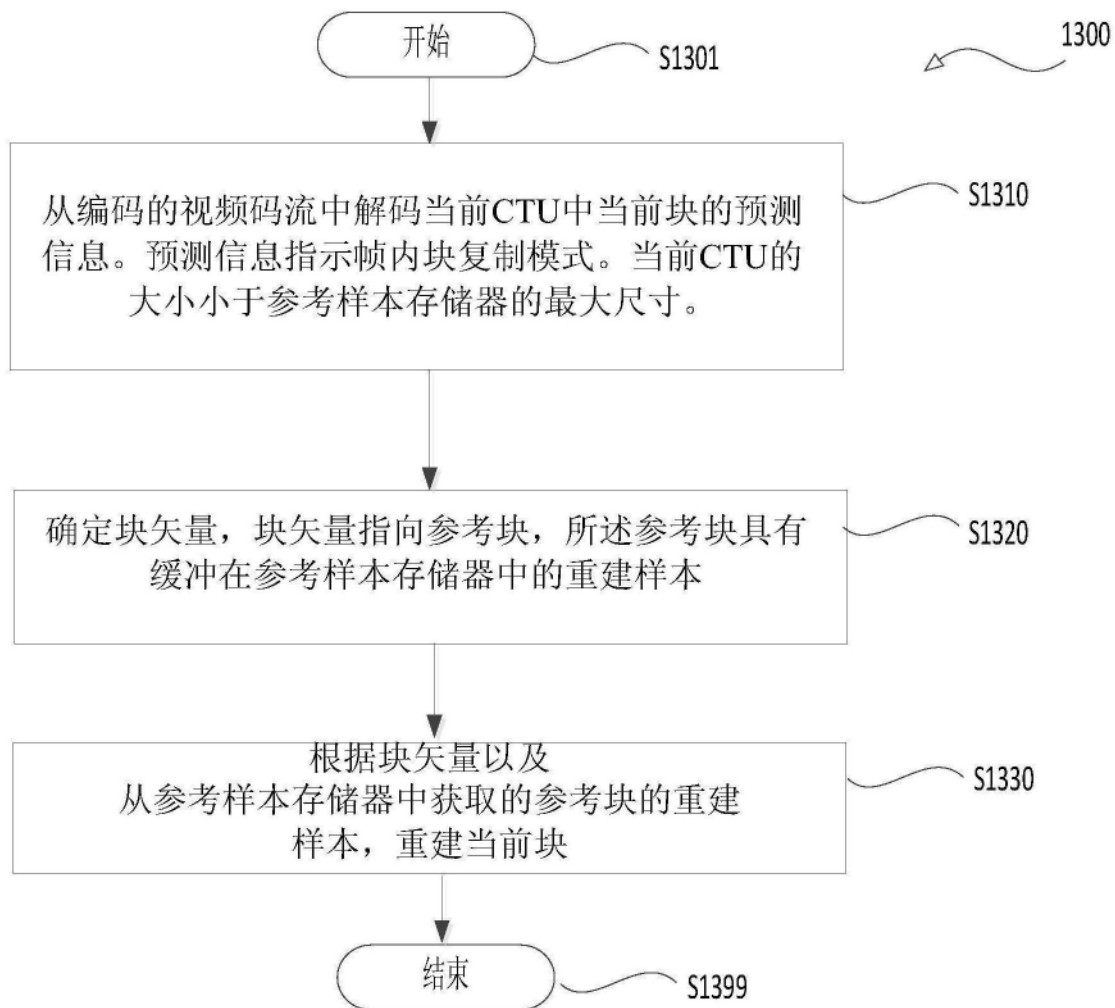 开始
S1301
1300
从编码的视频码流中解码当前CTU中当前块的预测
信息。预测信息指示帧内块复制模式。当前CTU的
大小小于参考样本存储器的最大尺寸。
S1310
确定块矢量，块矢量指向参考块，所述参考块具有
缓冲在参考样本存储器中的重建样本
S1320
根据块矢量以及
从参考样本存储器中获取的参考块的重建
样本，重建当前块
S1330
结束
S1399